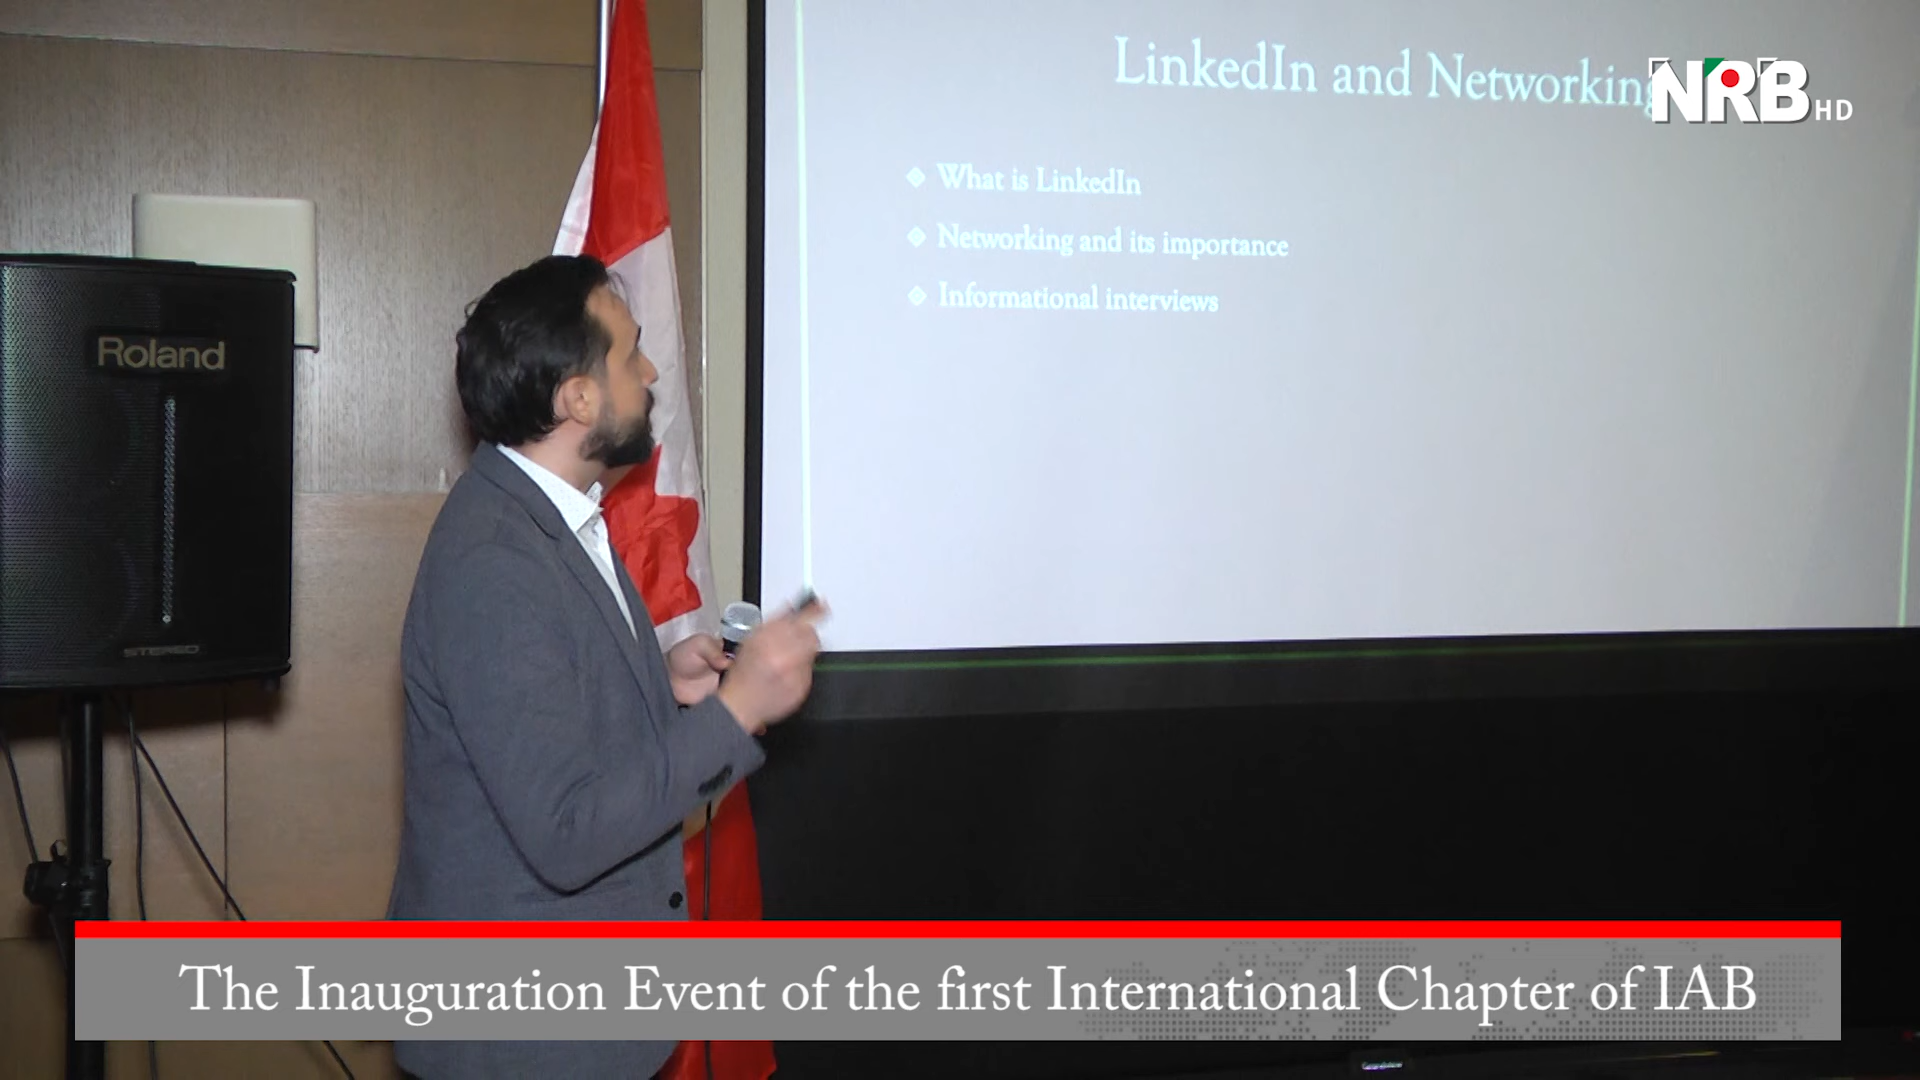 LinkedIn and Networking
NRB HD
❖ What is LinkedIn
❖ Networking and its importance
❖ Informational interviews
Roland
STEREO
The Inauguration Event of the first International Chapter of IAB